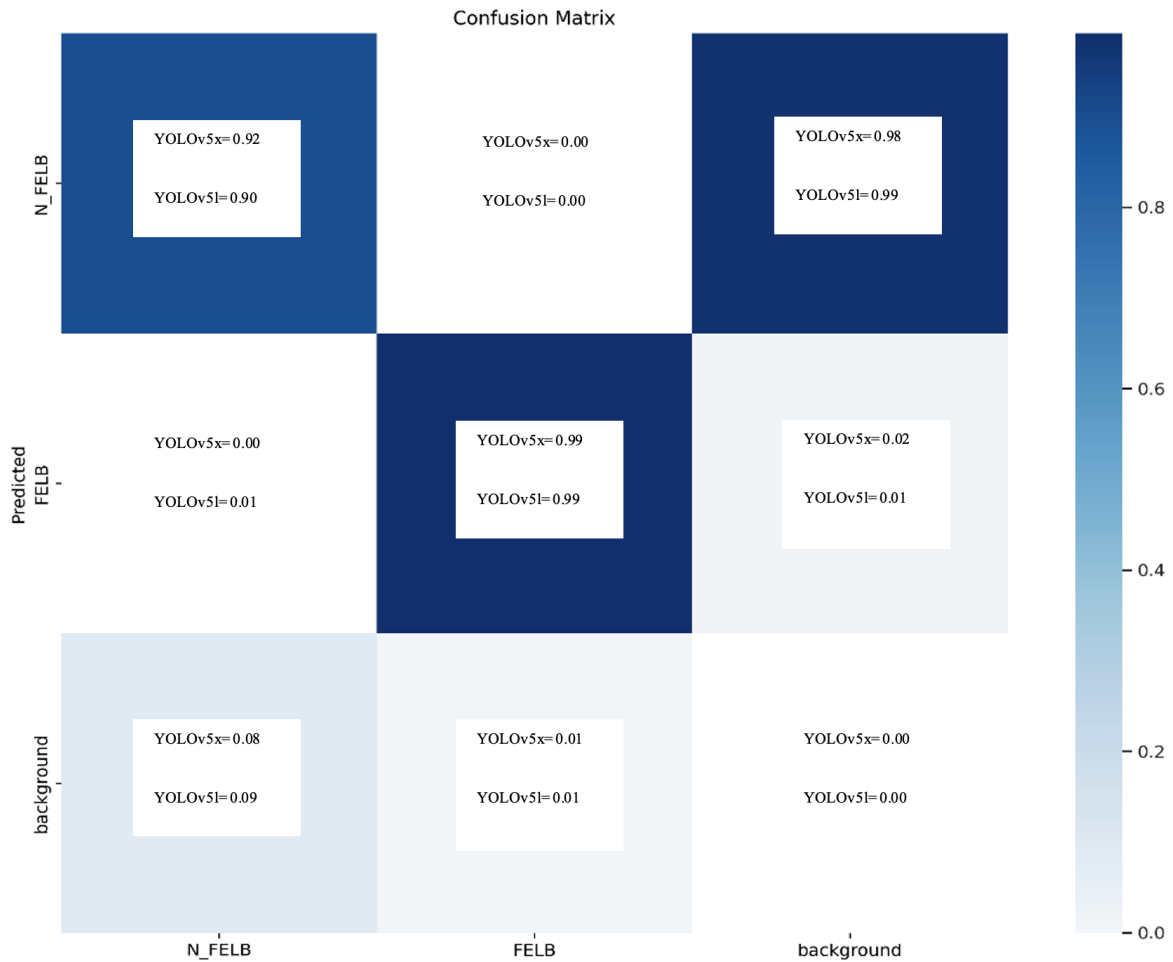 Confusion Matrix
N_FELB
YOLOv5x=0.92
YOLOv5l=0.90
YOLOv5x=0.00
YOLOv5l=0.00
YOLOv5x=0.98
YOLOv5l=0.99
Predicted
FELB
YOLOv5x=0.00
YOLOv5l=0.01
YOLOv5x=0.99
YOLOv5l=0.99
YOLOv5x=0.02
YOLOv5l=0.01
background
YOLOv5x=0.08
YOLOv5l=0.09
YOLOv5x=0.01
YOLOv5l=0.01
YOLOv5x=0.00
YOLOv5l=0.00
N_FELB
FELB
background
0.8
0.6
0.4
0.2
0.0